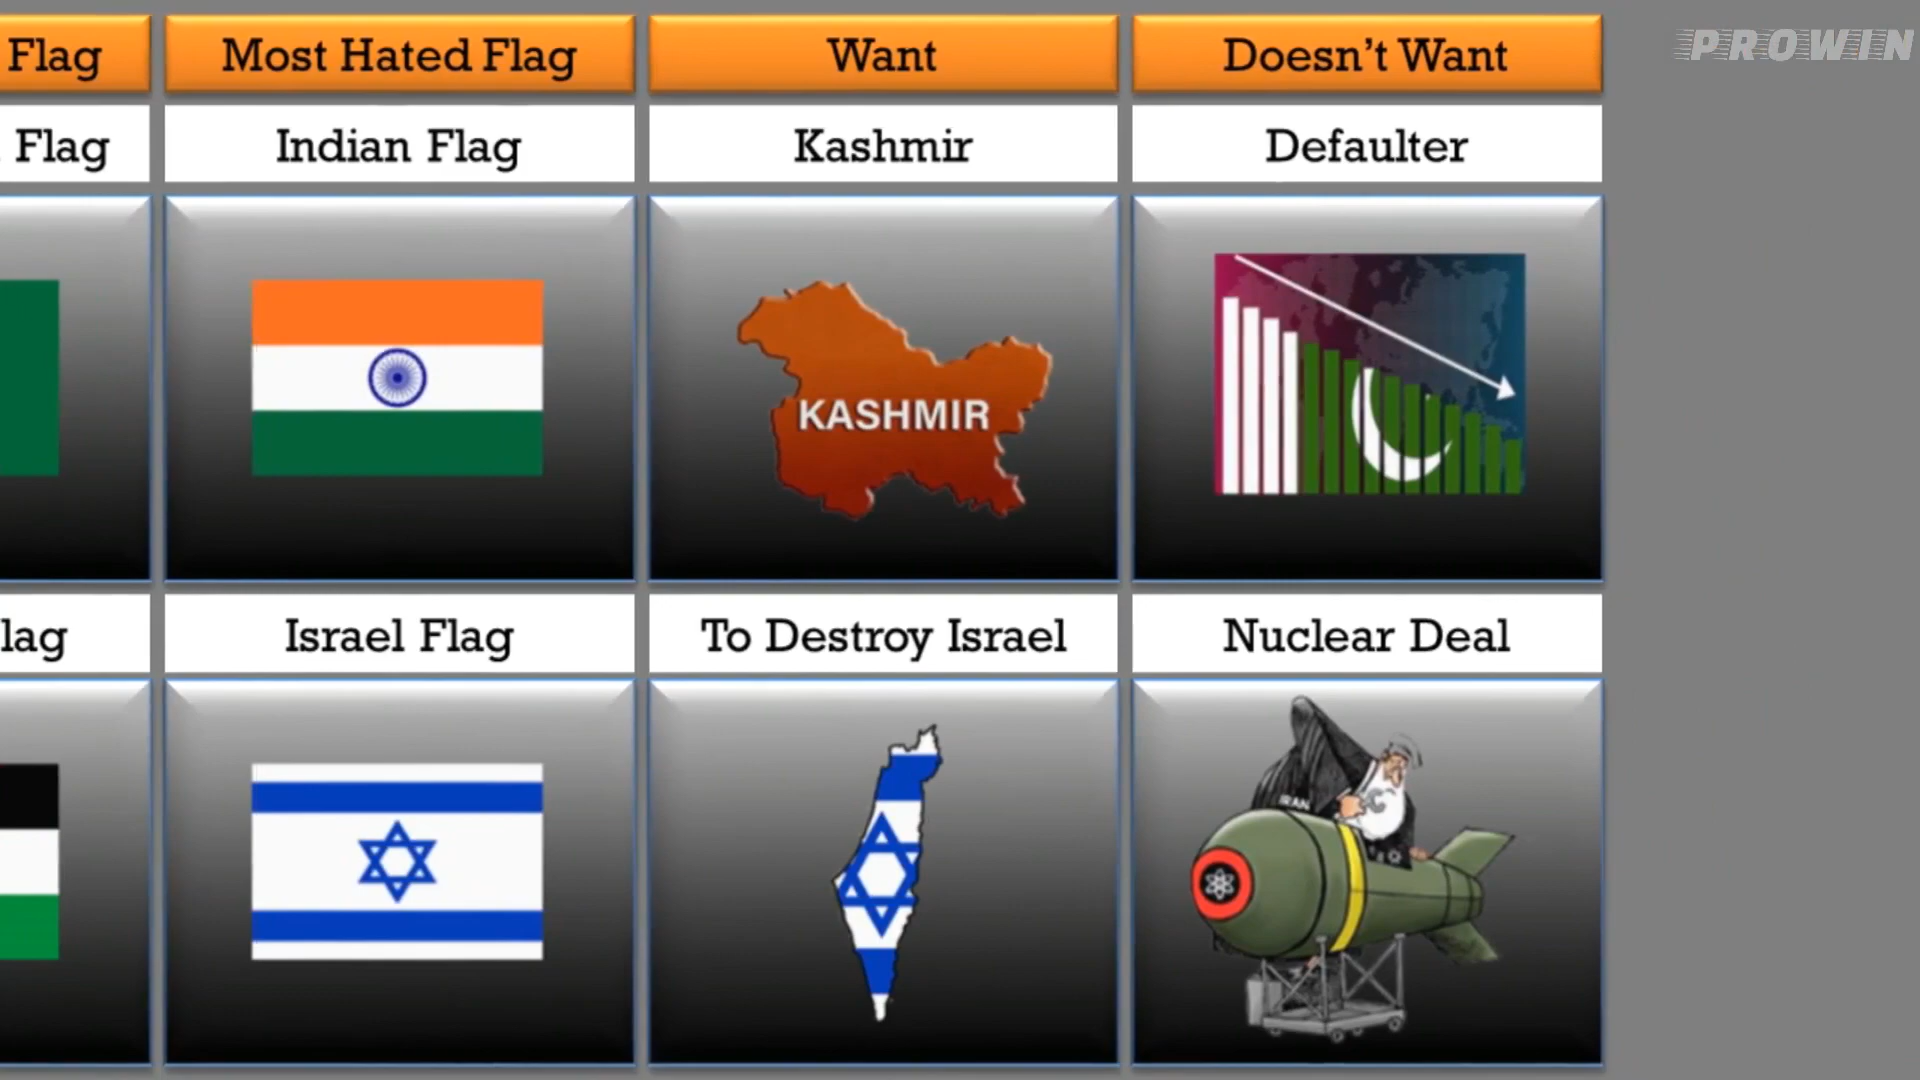 Flag
Most Hated Flag
Want
Doesn't Want
PROWIN
Flag
Indian Flag
Kashmir
Defaulter
KASHMIR
lag
Israel Flag
To Destroy Israel
Nuclear Deal
IRAN